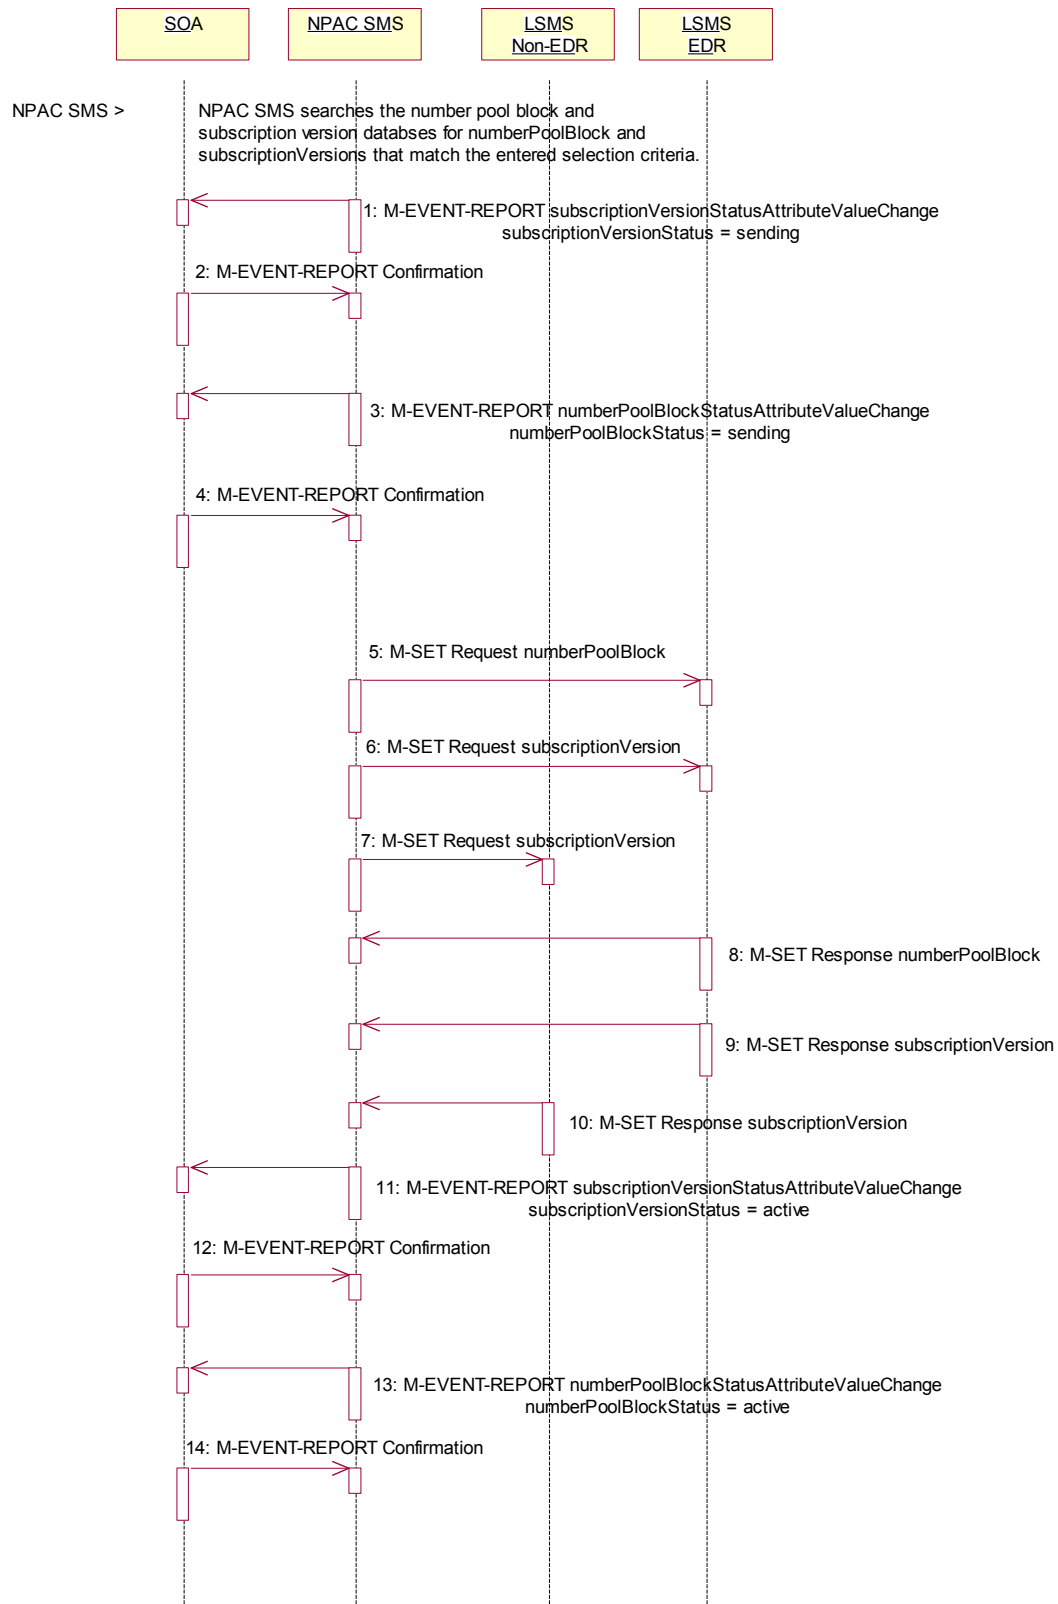 SOA
NPAC SMS
LSMS
Non-EDR
LSMS
EDR
NPAC SMS >
NPAC SMS searches the number pool block and
subscription version databses for numberPoolBlock and
subscriptionVersions that match the entered selection criteria.
1: M-EVENT-REPORT subscriptionVersionStatusAttributeValueChange
subscriptionVersionStatus = sending
2: M-EVENT-REPORT Confirmation
3: M-EVENT-REPORT numberPoolBlockStatusAttributeValueChange
numberPoolBlockStatus = sending
4: M-EVENT-REPORT Confirmation
5: M-SET Request numberPoolBlock
6: M-SET Request subscriptionVersion
7: M-SET Request subscriptionVersion
8: M-SET Response numberPoolBlock
9: M-SET Response subscriptionVersion
10: M-SET Response subscriptionVersion
11: M-EVENT-REPORT subscriptionVersionStatusAttributeValueChange
subscriptionVersionStatus = active
12: M-EVENT-REPORT Confirmation
13: M-EVENT-REPORT numberPoolBlockStatusAttributeValueChange
numberPoolBlockStatus = active
14: M-EVENT-REPORT Confirmation